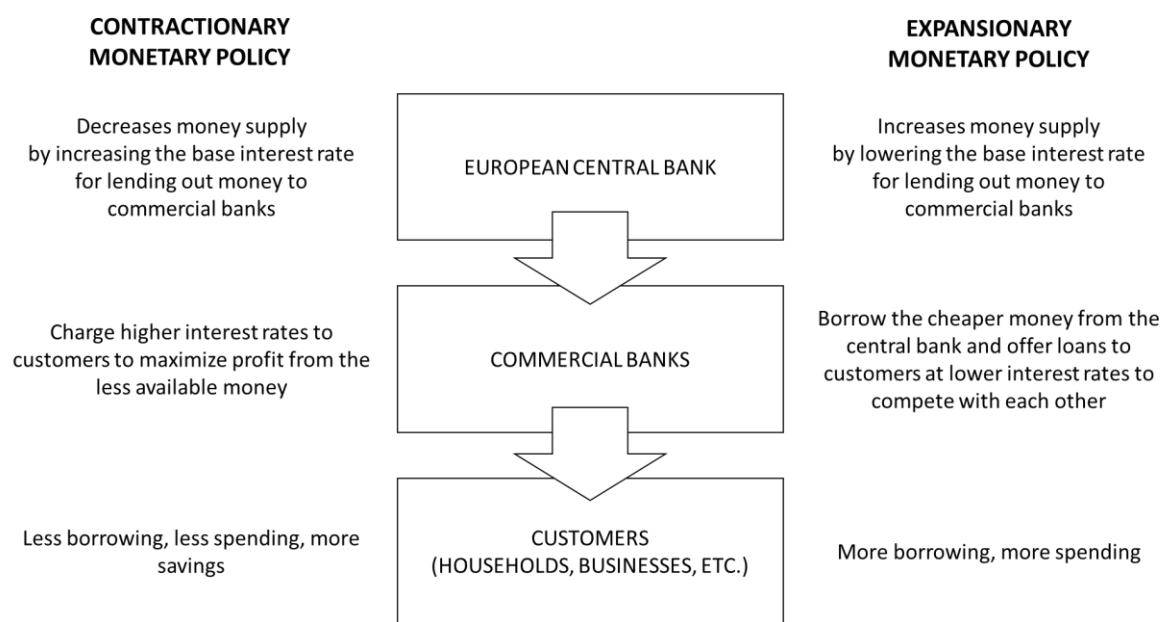 CONTRACTIONARY
MONETARY POLICY
EXPANSIONARY
MONETARY POLICY
Decreases money supply
by increasing the base interest rate
for lending out money to
commercial banks
EUROPEAN CENTRAL BANK
Increases money supply
by lowering the base interest rate
for lending out money to
commercial banks
Charge higher interest rates to
customers to maximize profit from the
less available money
COMMERCIAL BANKS
Borrow the cheaper money from the
central bank and offer loans to
customers at lower interest rates to
compete with each other
Less borrowing, less spending, more
savings
CUSTOMERS
(HOUSEHOLDS, BUSINESSES, ETC.)
More borrowing, more spending